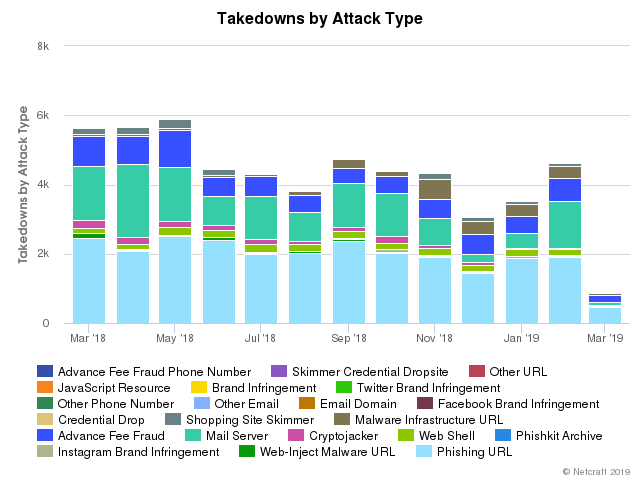 Takedowns by Attack Type
8k
6k
4k
2k
0
Takedowns by Attack Type
Mar '18 May '18 Jul '18 Sep '18 Nov '18 Jan '19 Mar '19
Advance Fee Fraud Phone Number Skimmer Credential Dropsite Other URL
JavaScript Resource Brand Infringement Twitter Brand Infringement
Other Phone Number Other Email Email Domain Facebook Brand Infringement
Credential Drop Shopping Site Skimmer Malware Infrastructure URL
Advance Fee Fraud Mail Server Cryptojacker Web Shell Phishkit Archive
Instagram Brand Infringement Web-Inject Malware URL Phishing URL
© Netcraft 2019